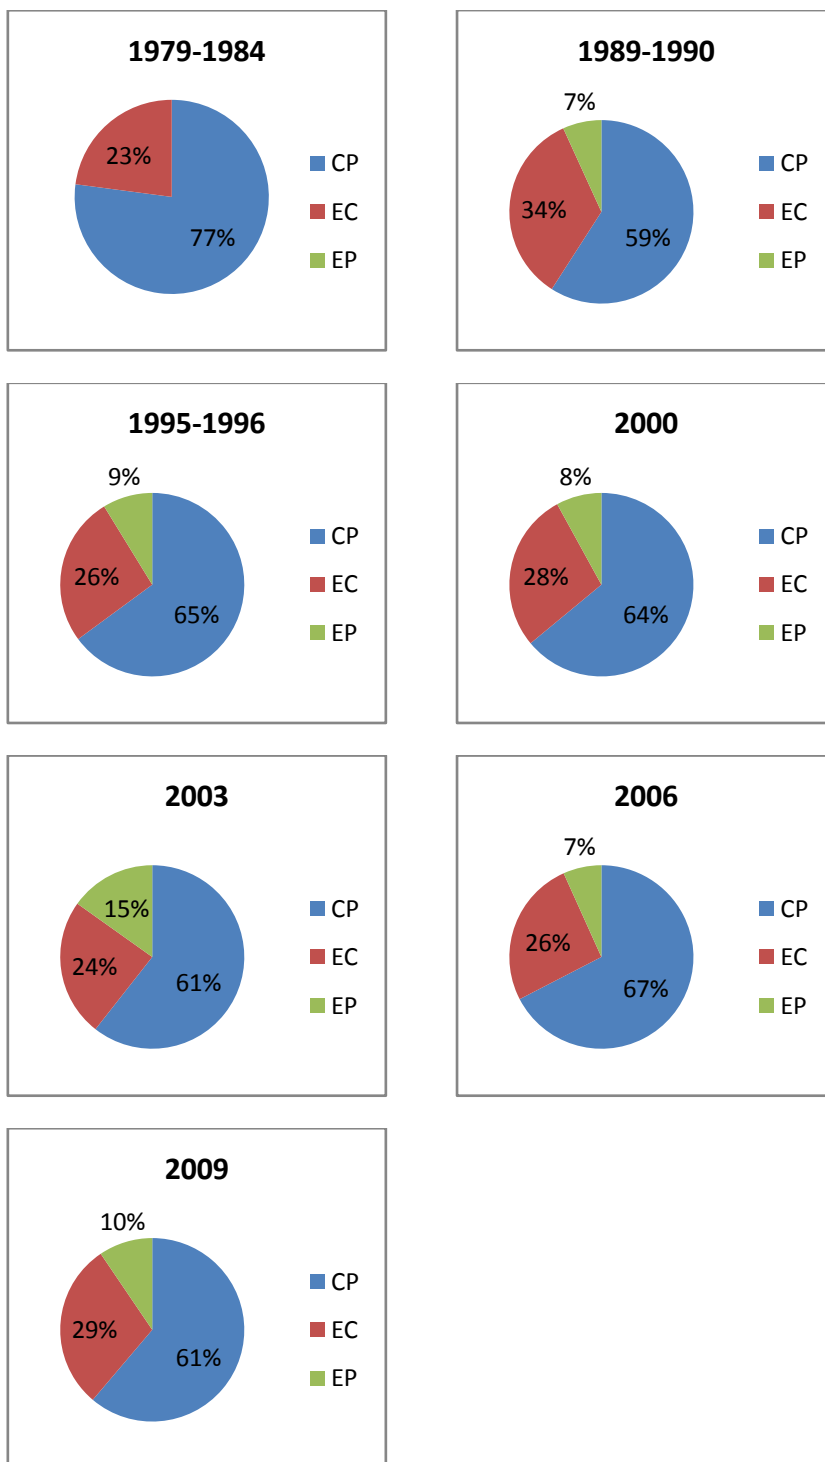 1979-1984
23%
77%
CP
EC
EP
1989-1990
7%
34%
59%
CP
EC
EP
1995-1996
9%
26%
65%
CP
EC
EP
2000
8%
28%
64%
CP
EC
EP
2003
15%
24%
61%
CP
EC
EP
2006
7%
26%
67%
CP
EC
EP
2009
10%
29%
61%
CP
EC
EP